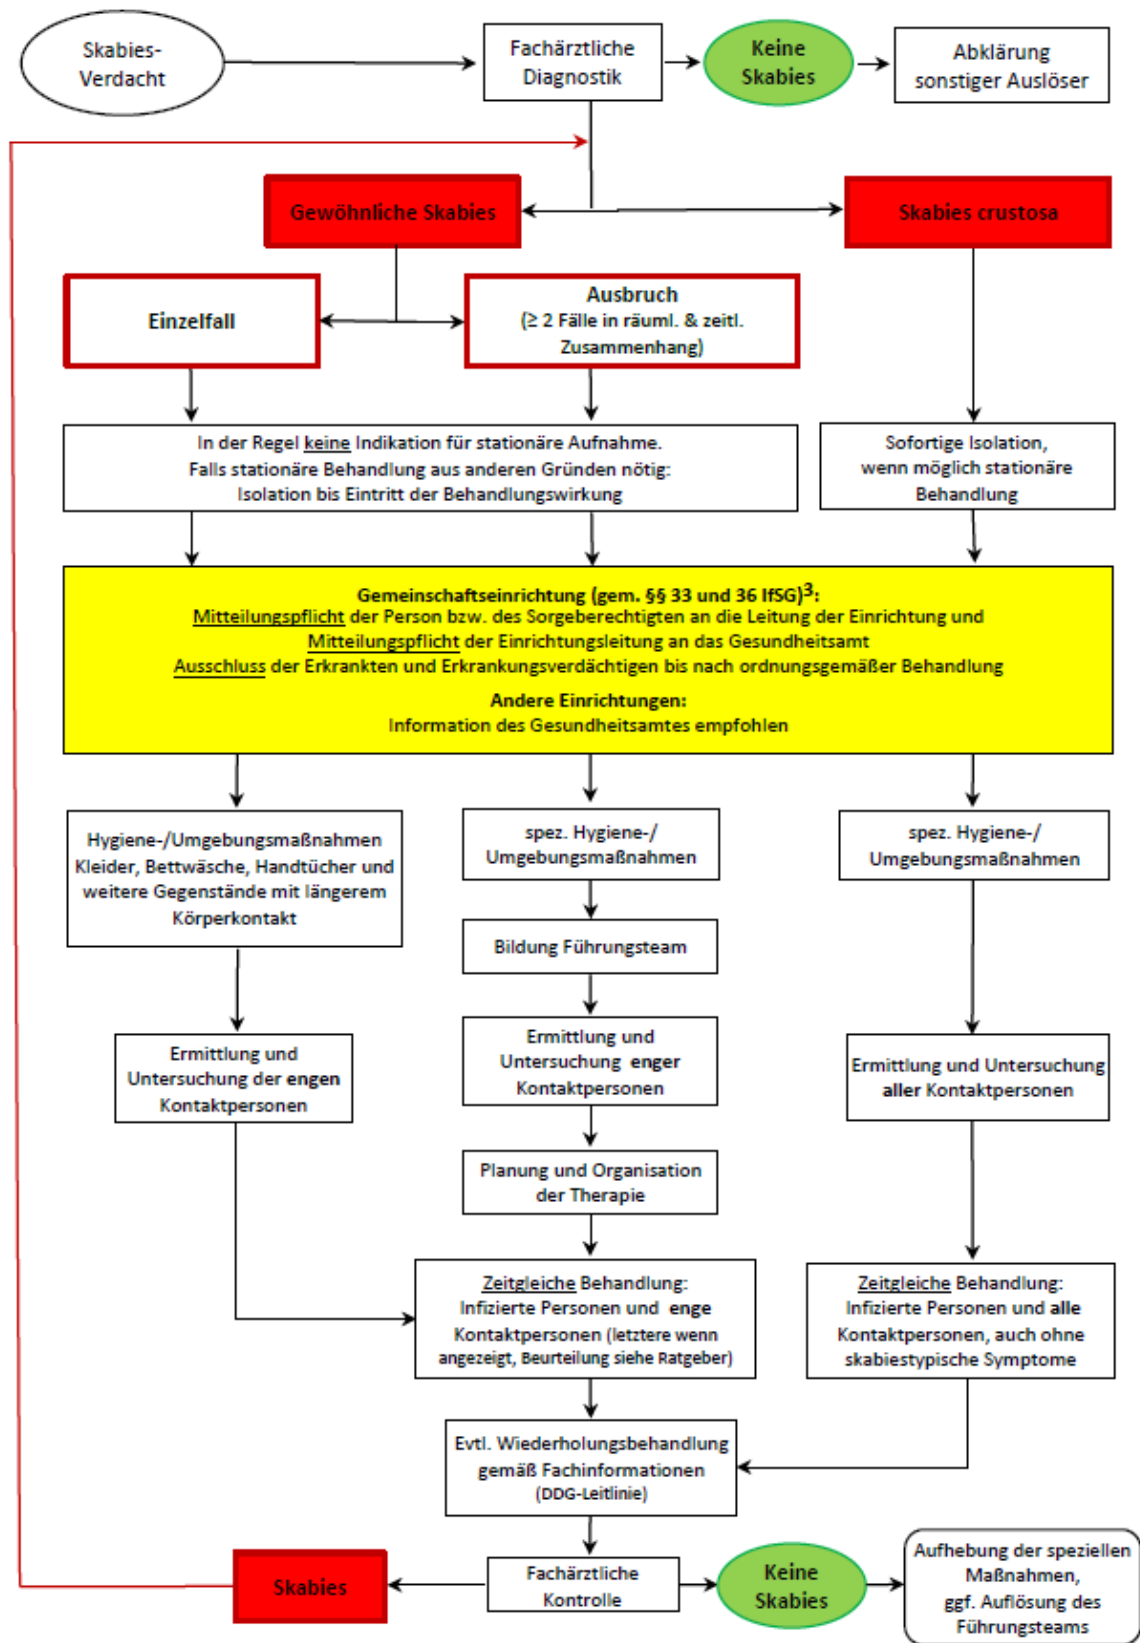 Skabies-
Verdacht
Fachärztliche
Diagnostik
Keine
Skabies
Abklärung
sonstiger Auslöser
Gewöhnliche Skabies
Skabies crustosa
Einzelfall
Ausbruch
(≥ 2 Fälle in räuml. & zeitl.
Zusammenhang)
In der Regel keine Indikation für stationäre Aufnahme.
Falls stationäre Behandlung aus anderen Gründen nötig:
Isolation bis Eintritt der Behandlungswirkung
Sofortige Isolation,
wenn möglich stationäre
Behandlung
Gemeinschaftseinrichtung (gem. §§ 33 und 36 IfSG)³:
Mitteilungspflicht der Person bzw. des Sorgeberechtigten an die Leitung der Einrichtung und
Mitteilungspflicht der Einrichtungsleitung an das Gesundheitsamt
Ausschluss der Erkrankten und Erkrankungsverdächtigen bis nach ordnungsgemäßer Behandlung
Andere Einrichtungen:
Information des Gesundheitsamtes empfohlen
Hygiene-/Umgebungsmaßnahmen
Kleider, Bettwäsche, Handtücher und
weitere Gegenstände mit längerem
Körperkontakt
spez. Hygiene-/
Umgebungsmaßnahmen
spez. Hygiene-/
Umgebungsmaßnahmen
Bildung Führungsteam
Ermittlung und
Untersuchung der engen
Kontaktpersonen
Ermittlung und
Untersuchung enger
Kontaktpersonen
Ermittlung und Untersuchung
aller Kontaktpersonen
Planung und Organisation
der Therapie
Zeitgleiche Behandlung:
Infizierte Personen und enge
Kontaktpersonen (letztere wenn
angezeigt, Beurteilung siehe Ratgeber)
Zeitgleiche Behandlung:
Infizierte Personen und alle
Kontaktpersonen, auch ohne
skabiestypische Symptome
Evtl. Wiederholungsbehandlung
gemäß Fachinformationen
(DDG-Leitlinie)
Skabies
Fachärztliche
Kontrolle
Keine
Skabies
Aufhebung der speziellen
Maßnahmen,
ggf. Auflösung des
Führungsteams